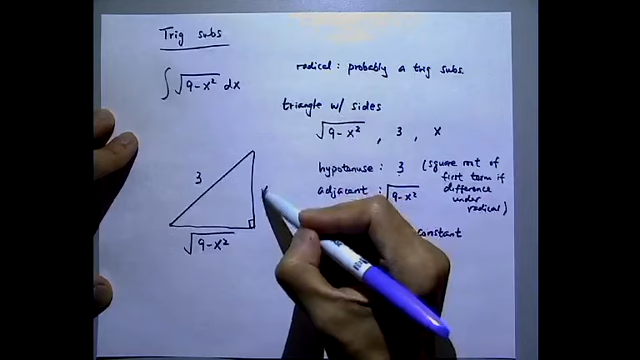 Trig subs
∫ √9-x² dx
radical: probably a trig subs.
triangle w/ sides
√9-x² , 3 , x
hypotenuse : 3 (square root of
first term if
difference
under
radical)
adjacent : √9-x²
constant
3
√9-x²